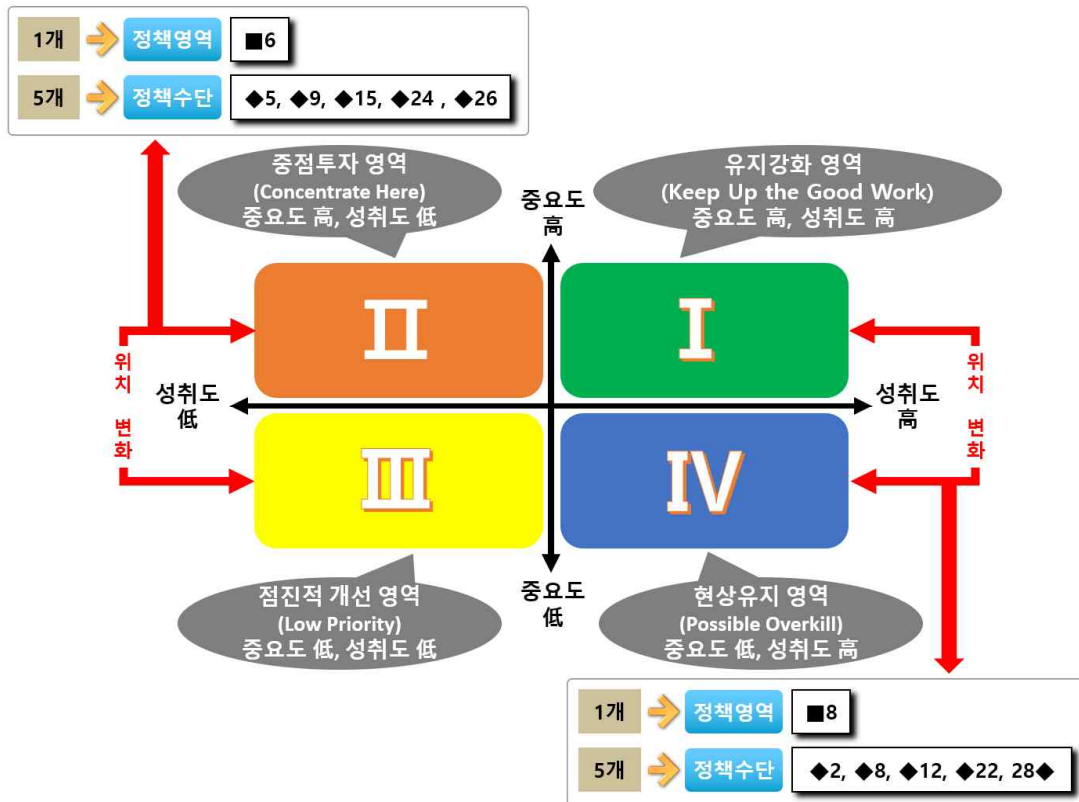 1개 정책영역 ■6
5개 정책수단 ◆5, ◆9, ◆15, ◆24 , ◆26
중점투자 영역
(Concentrate Here)
중요도 高, 성취도 低
중요도
高
유지강화 영역
(Keep Up the Good Work)
중요도 高, 성취도 高
Ⅱ
Ⅰ
위치 변화
성취도
低
성취도
高
위치 변화
Ⅲ
Ⅳ
점진적 개선 영역
(Low Priority)
중요도 低, 성취도 低
중요도
低
현상유지 영역
(Possible Overkill)
중요도 低, 성취도 高
1개 정책영역 ■8
5개 정책수단 ◆2, ◆8, ◆12, ◆22, 28◆